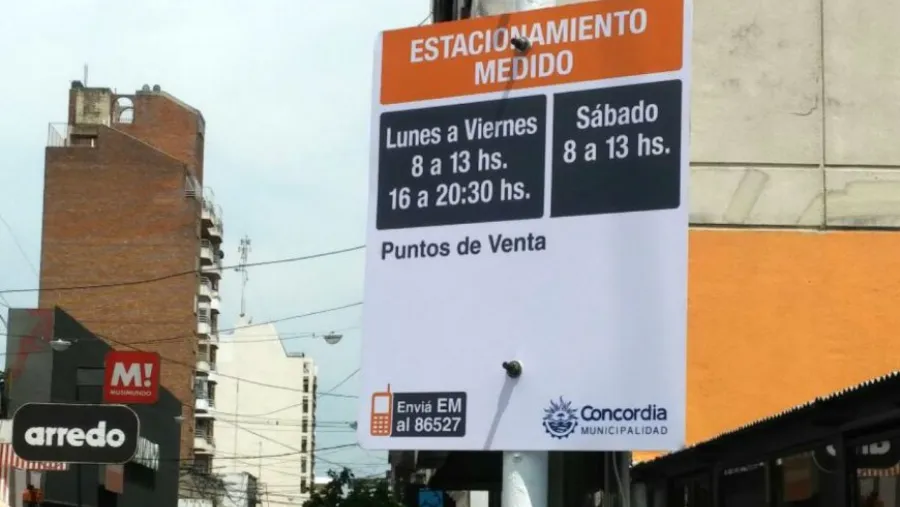 ESTACIONAMIENTO
MEDIDO
Lunes a Viernes
8 a 13 hs.
16 a 20:30 hs.
Sábado
8 a 13 hs.
Puntos de Venta
Enviá EM
al 86527
Concordia
MUNICIPALIDAD
M!
MUSIMUNDO
arredo